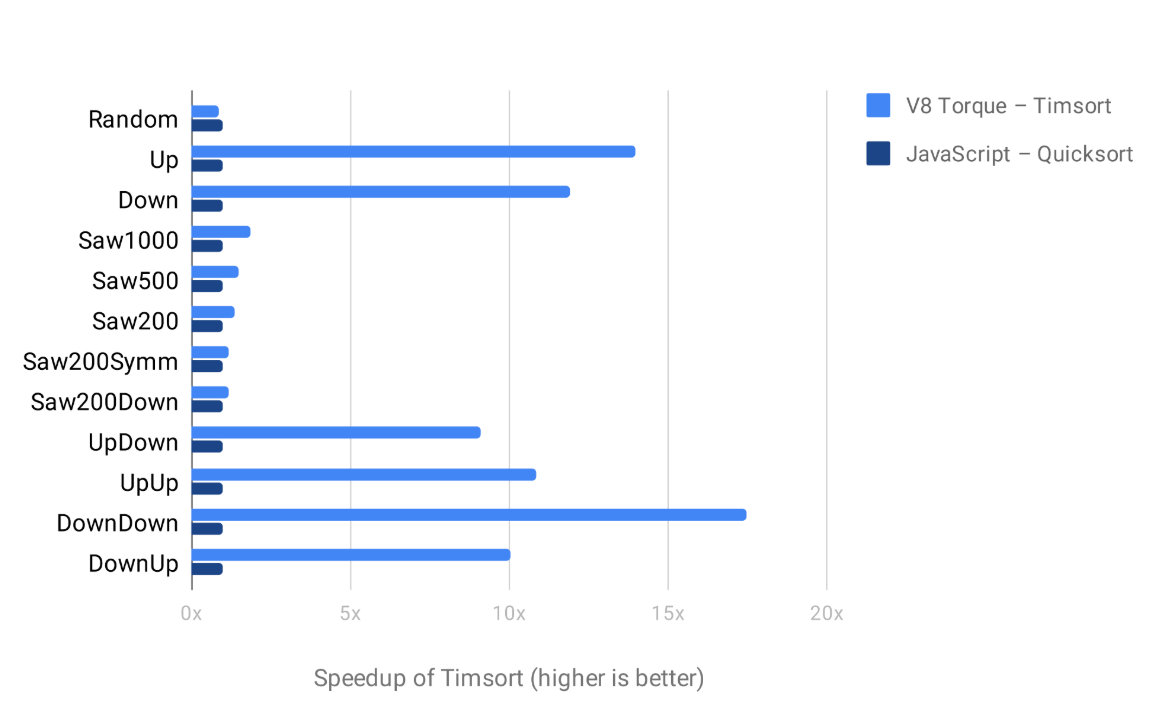 V8 Torque – Timsort
JavaScript – Quicksort
Random
Up
Down
Saw1000
Saw500
Saw200
Saw200Symm
Saw200Down
UpDown
UpUp
DownDown
DownUp
0x 5x 10x 15x 20x
Speedup of Timsort (higher is better)